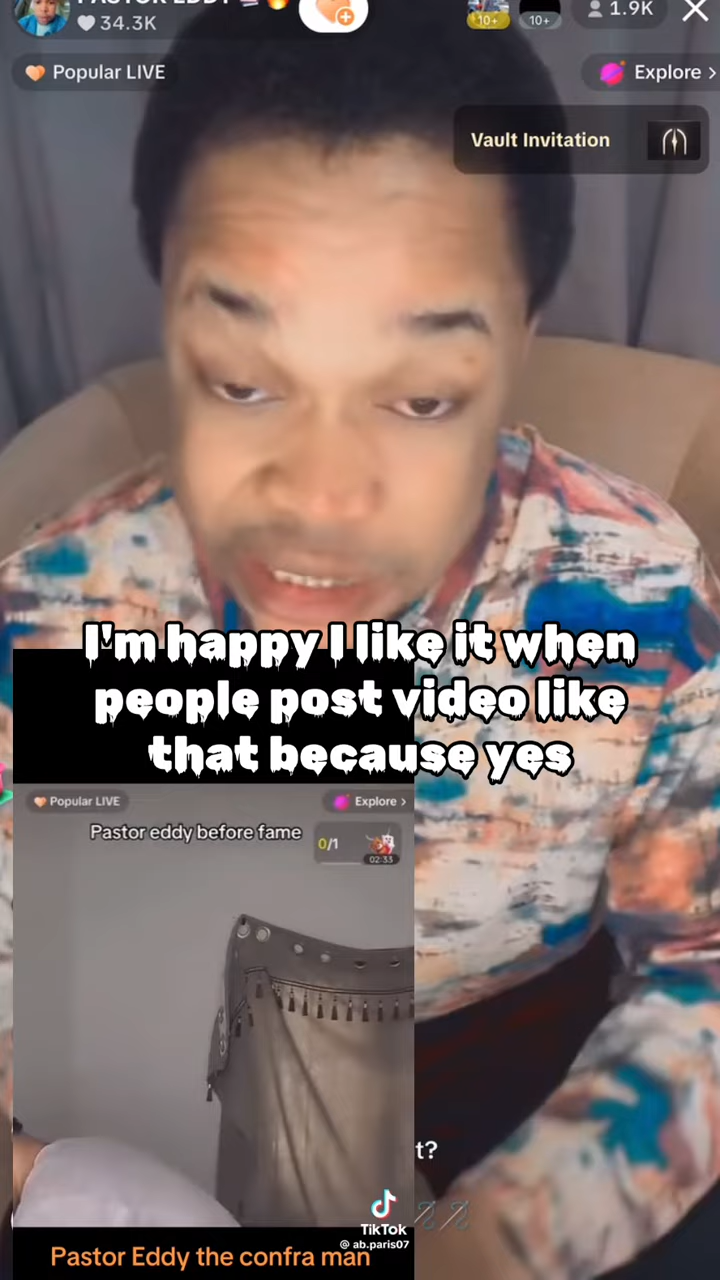 PASTOR EDDY
34.3K
10+
10+
1.9K
Popular LIVE
Explore >
Vault Invitation
I'm happy I like it when
people post video like
that because yes
Popular LIVE
Explore >
Pastor eddy before fame
0/1
02:33
t?
TikTok
@ ab.paris07
Pastor Eddy the confra man